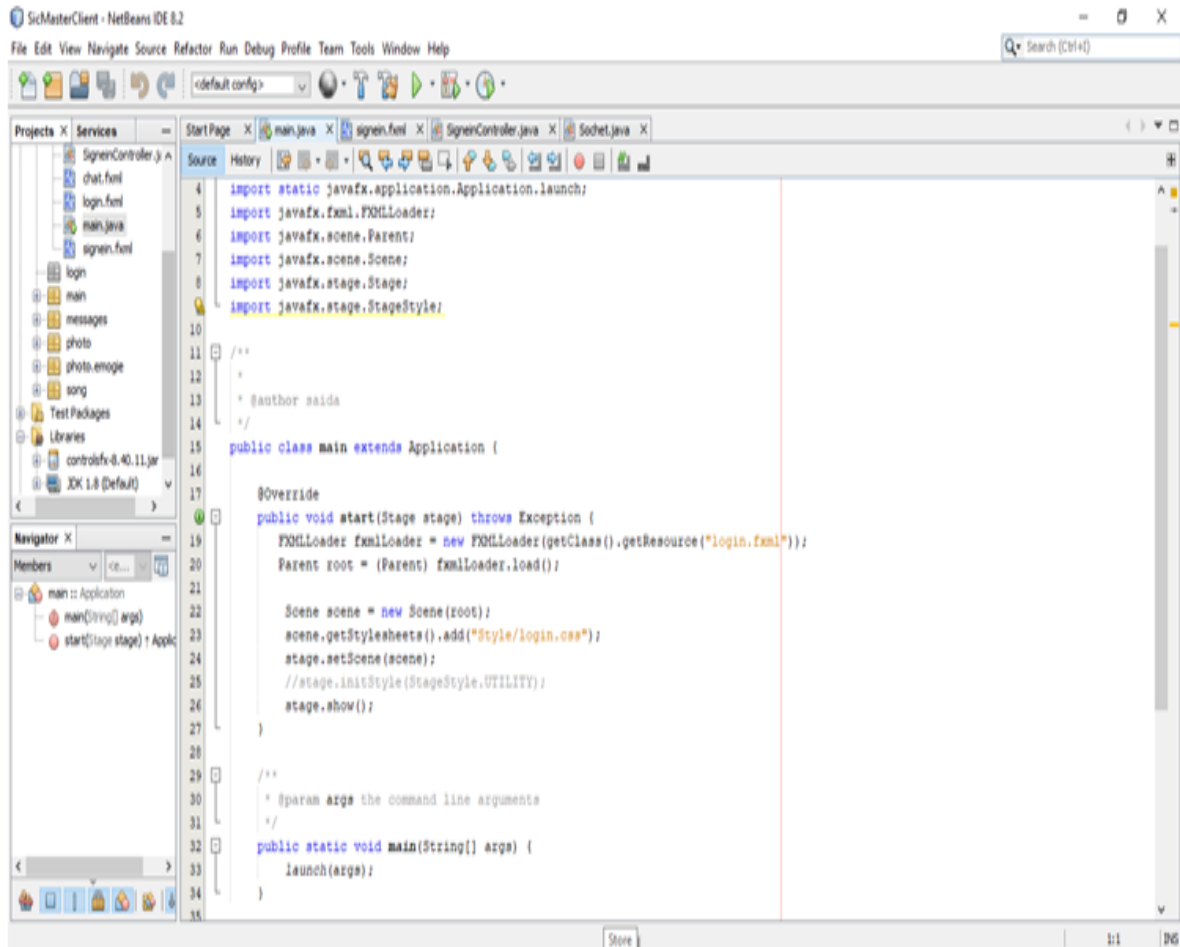 SicMasterClient - NetBeans IDE 8.2
File Edit View Navigate Source Refactor Run Debug Profile Team Tools Window Help
Search (Ctrl+I)
<default config>
Projects X Services
Start Page X main.java X signein.fxml X SigneinController.java X Sochet.java X
SigneinController.j
chat.fxml
login.fxml
main.java
signein.fxml
login
main
messages
photo
photo.emogie
song
Test Packages
Libraries
controlsfx-8.40.11.jar
JDK 1.8 (Default)
Navigator X
Members <e...
main :: Application
main(String[] args)
start(Stage stage) ↑ Applic
Source History
4 import static javafx.application.Application.launch;
5 import javafx.fxml.FXMLLoader;
6 import javafx.scene.Parent;
7 import javafx.scene.Scene;
8 import javafx.stage.Stage;
import javafx.stage.StageStyle;
10
11 /**
12 *
13 * @author saida
14 */
15 public class main extends Application {
16
17 @Override
public void start(Stage stage) throws Exception {
19 FXMLLoader fxmlLoader = new FXMLLoader(getClass().getResource("login.fxml"));
20 Parent root = (Parent) fxmlLoader.load();
21
22 Scene scene = new Scene(root);
23 scene.getStylesheets().add("Style/login.css");
24 stage.setScene(scene);
25 //stage.initStyle(StageStyle.UTILITY);
26 stage.show();
27 }
28
29 /**
30 * @param args the command line arguments
31 */
32 public static void main(String[] args) {
33 launch(args);
34 }
35
Store
1:1 INS